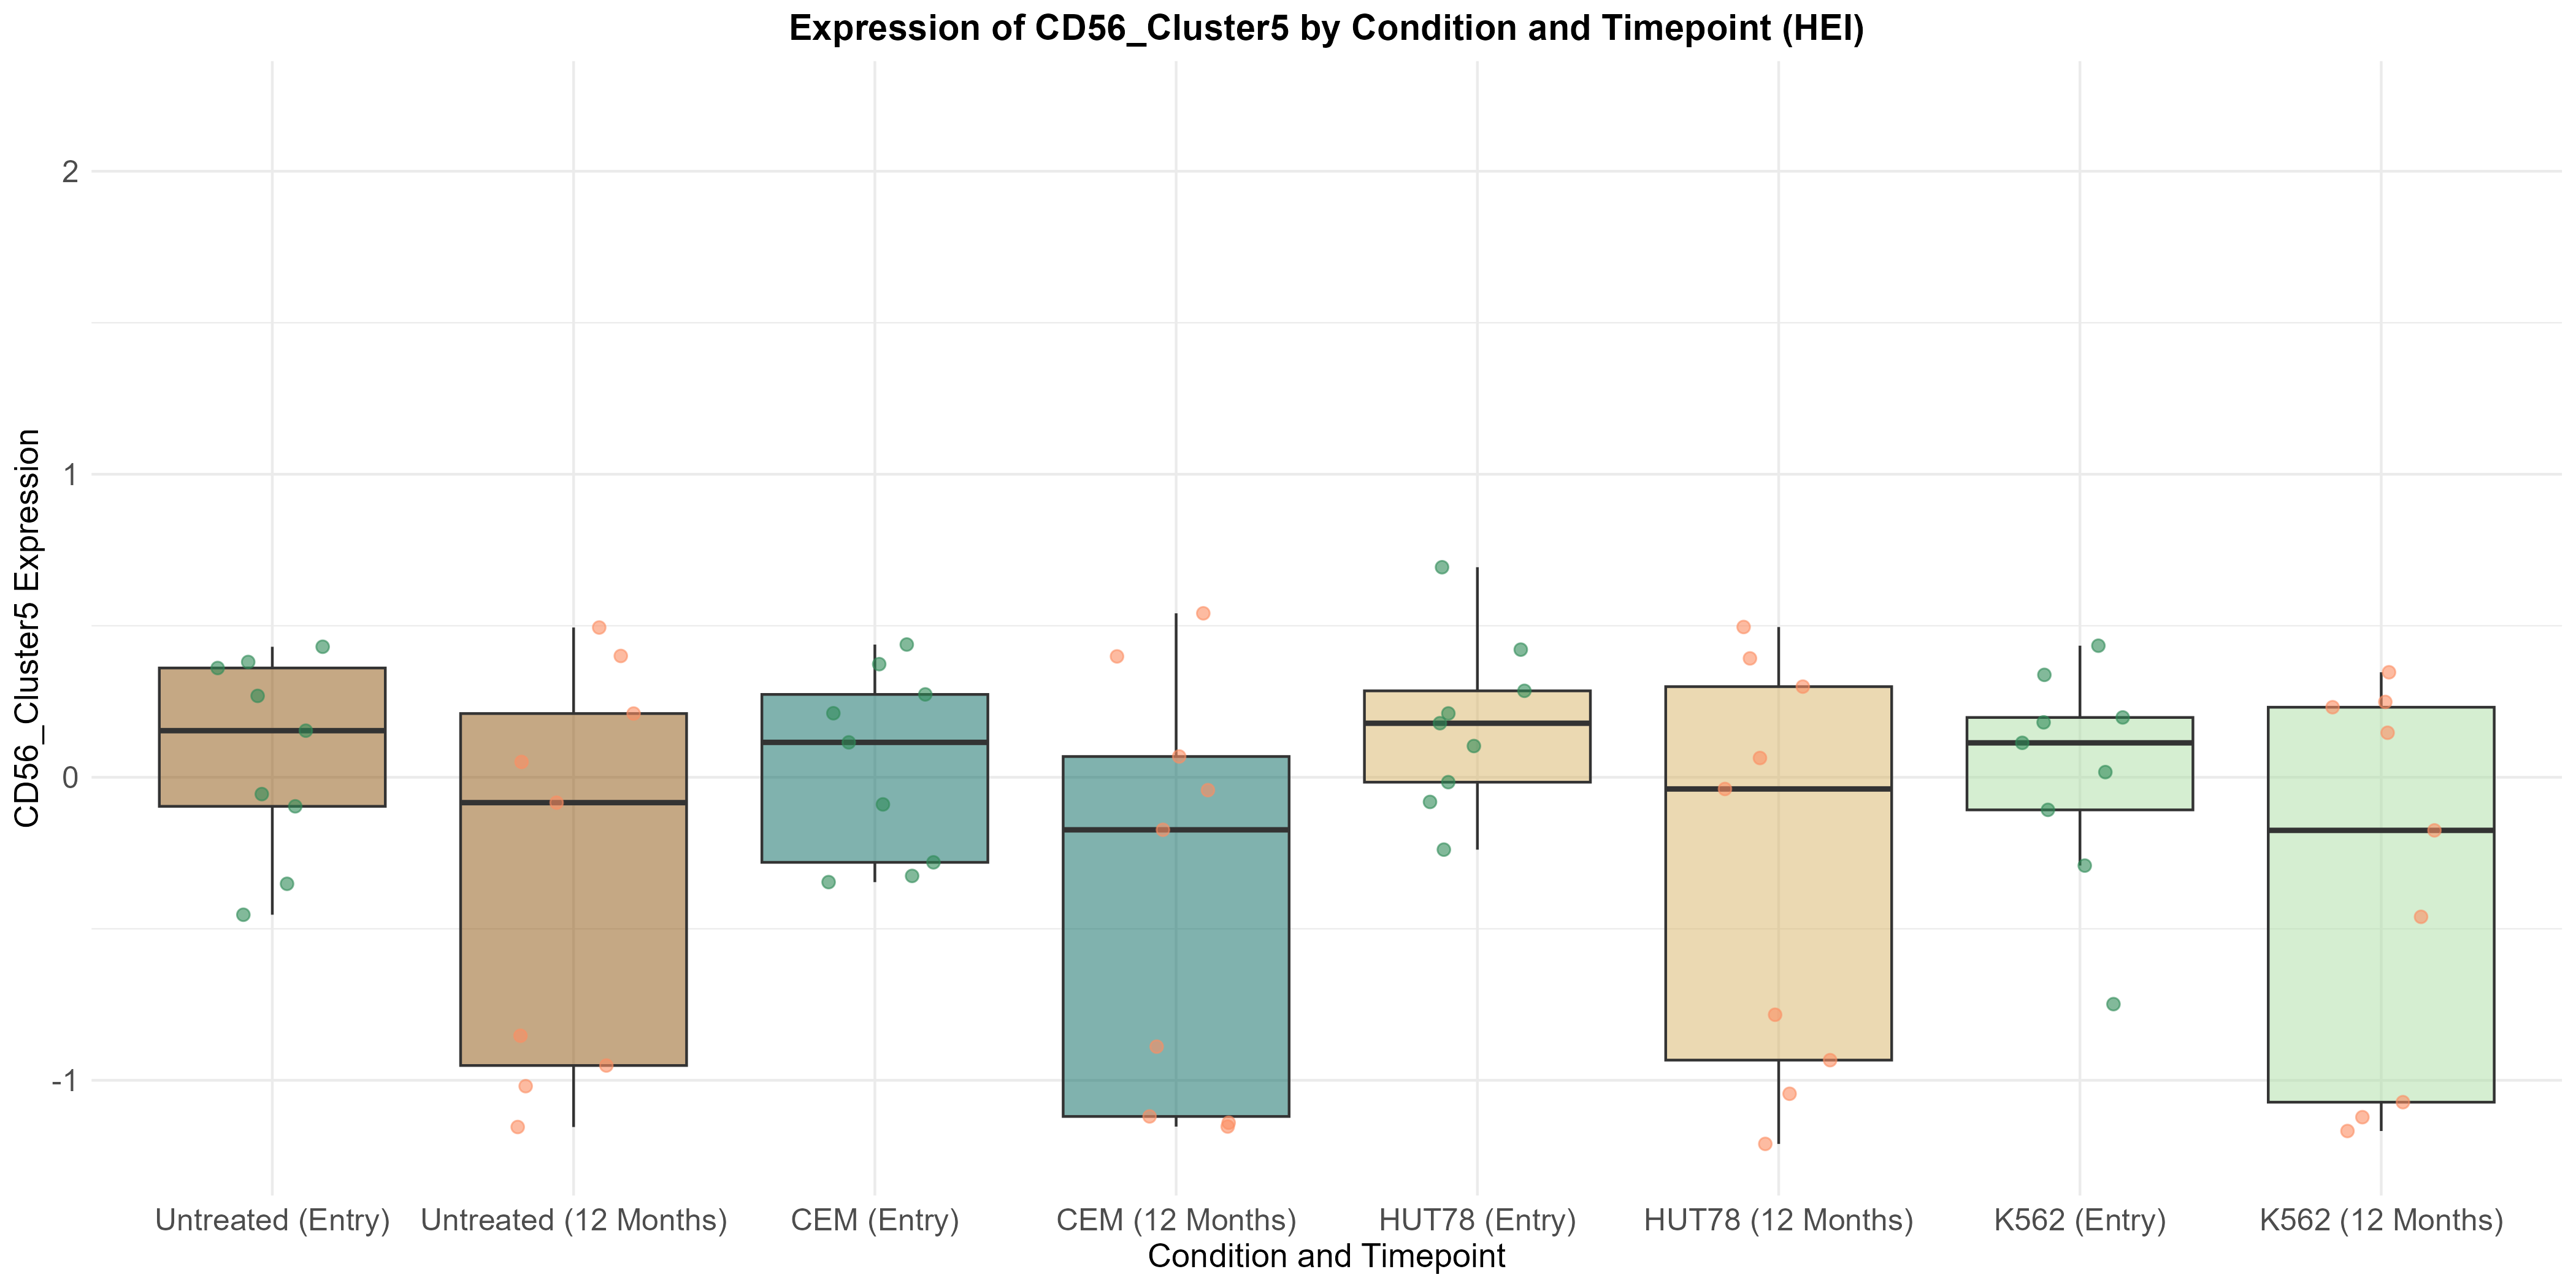 Expression of CD56_Cluster5 by Condition and Timepoint (HEI)
CD56_Cluster5 Expression
2
1
0
-1
Untreated (Entry)
Untreated (12 Months)
CEM (Entry)
CEM (12 Months)
HUT78 (Entry)
HUT78 (12 Months)
K562 (Entry)
K562 (12 Months)
Condition and Timepoint